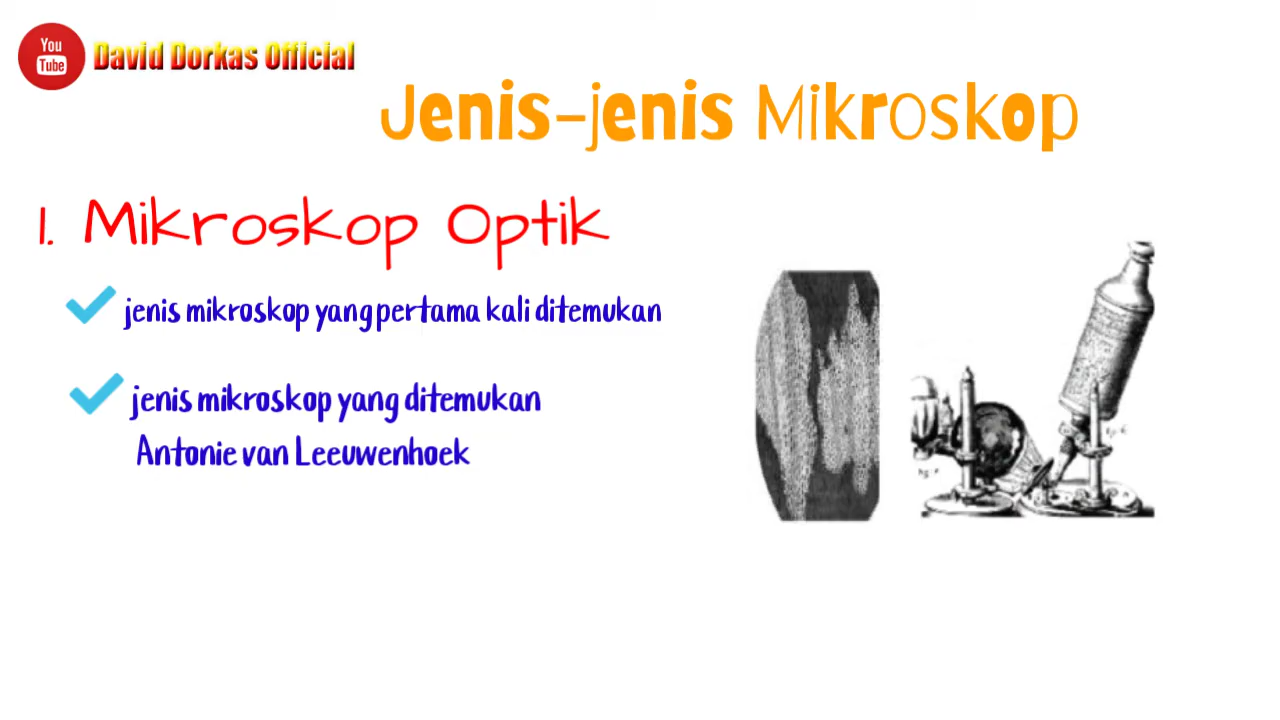 You
Tube
David Dorkas Official
Jenis-jenis Mikroskop
1. Mikroskop Optik
jenis mikroskop yang pertama kali ditemukan
jenis mikroskop yang ditemukan
Antonie van Leeuwenhoek